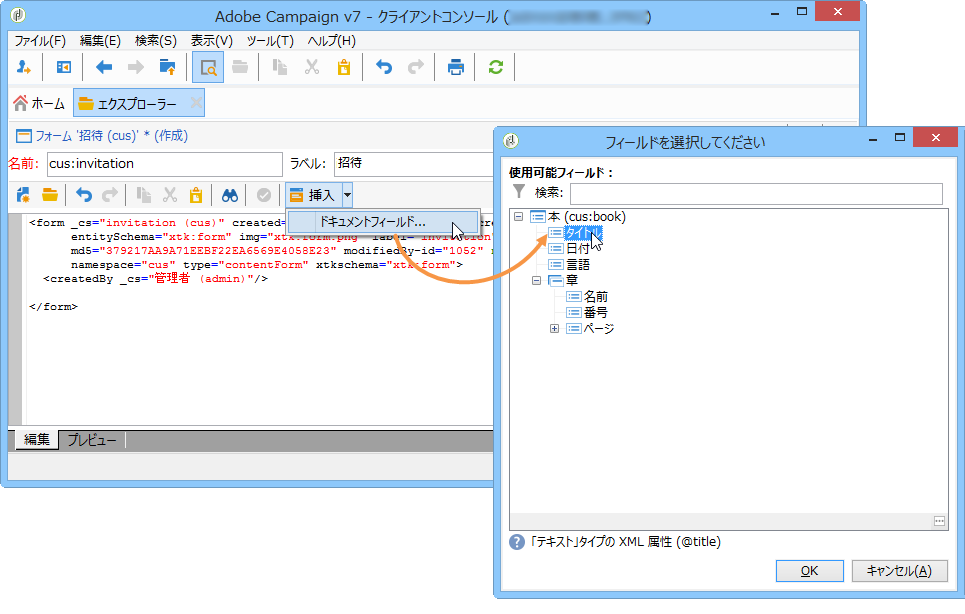 Adobe Campaign v7 - クライアントコンソール (
)
ファイル(F) 編集(E) 検索(S) 表示(V) ツール(T) ヘルプ(H)
ホーム エクスプローラー
フォーム '招待 (cus)' * (作成)
名前: cus:invitation ラベル: 招待
挿入
ドキュメントフィールド...
<form _cs="invitation (cus)" created=
entitySchema="xtk:form" img="xtk:form.png" label="Invitation"
md5="379217AA9A71EEBF22EA6569E4058E23" modifiedBy-id="1052"
namespace="cus" type="contentForm" xtkschema="xtk:form">
<createdBy _cs="管理者 (admin)"/>
</form>
編集 プレビュー
フィールドを選択してください
使用可能フィールド :
検索:
本 (cus:book)
タイトル
日付
言語
章
名前
番号
ページ
「テキスト」タイプの XML 属性 (@title)
OK キャンセル(A)